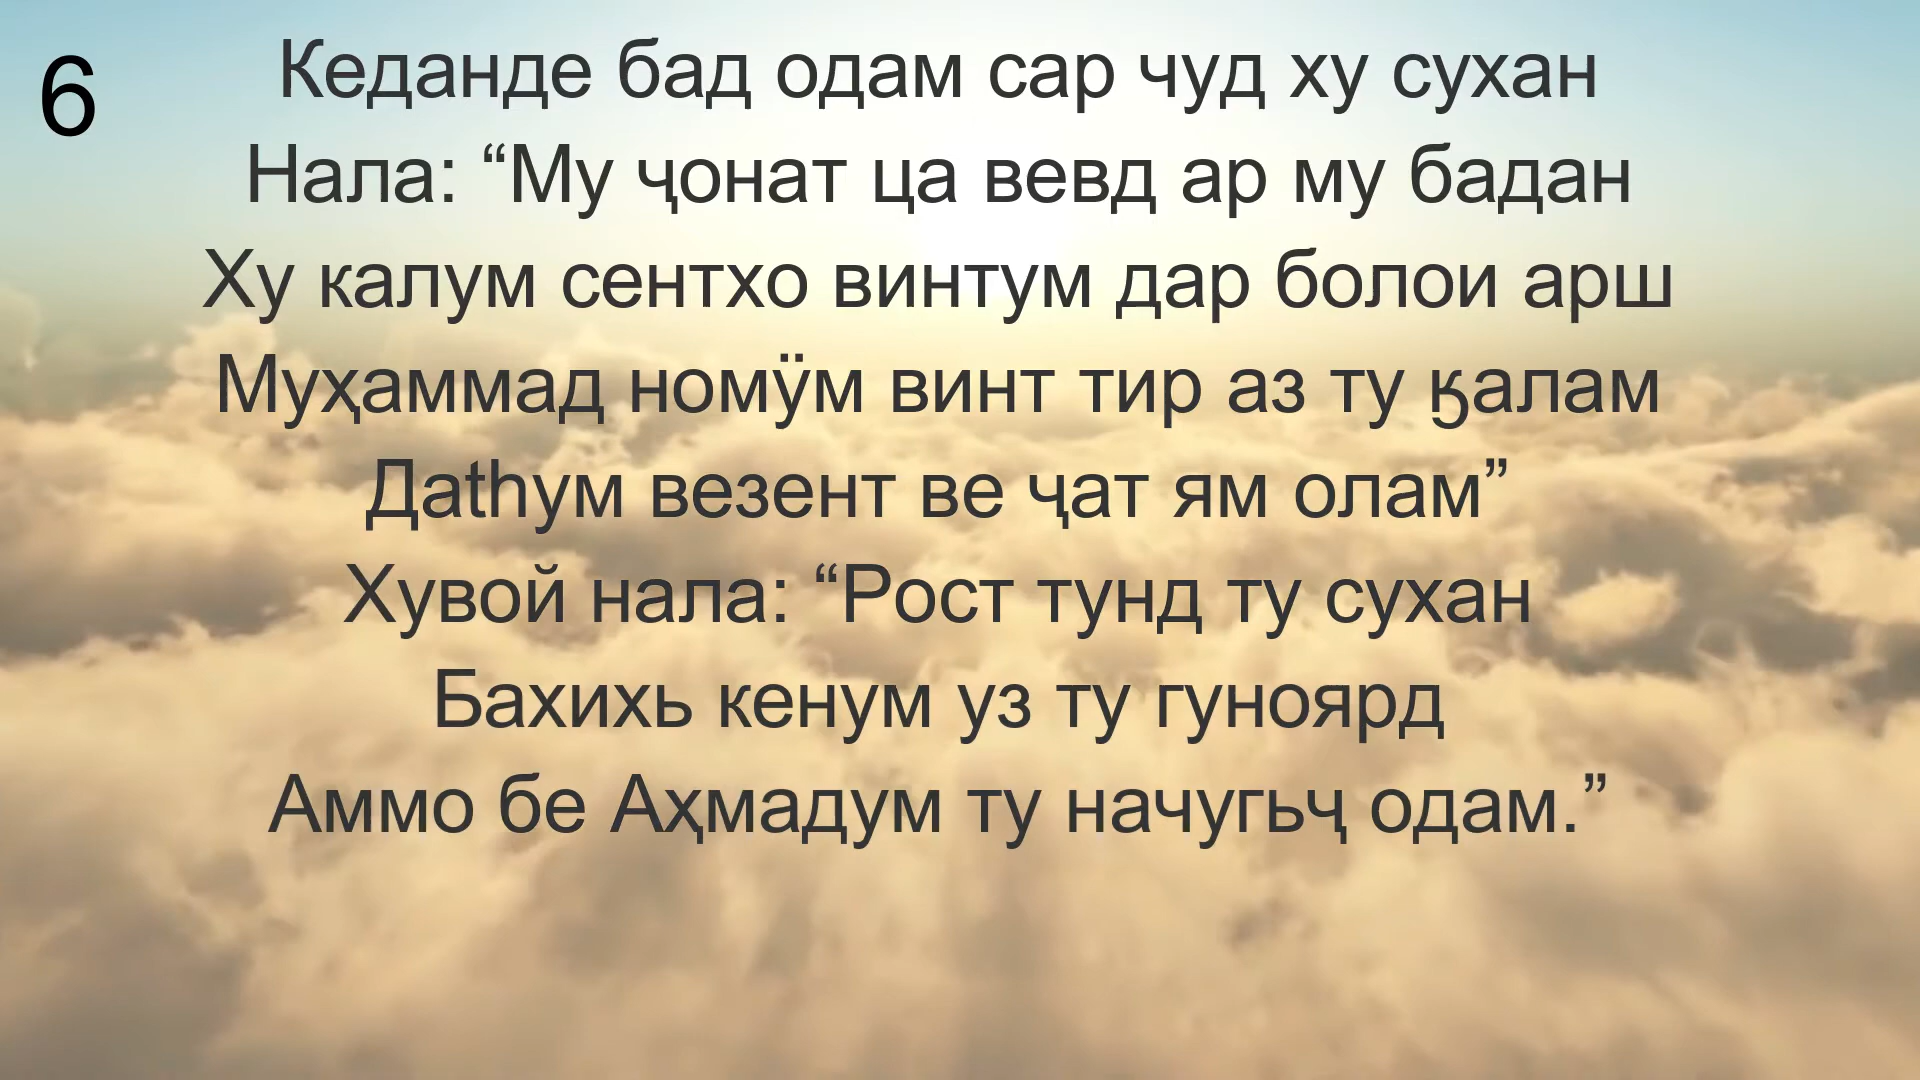 6
Кеданде бад одам сар чуд ху сухан
Нала: “Му ҷонат ца вевд ар му бадан
Ху калум сентхо винтум дар болои арш
Муҳаммад номӱм винт тир аз ту ҕалам
Даthум везент ве ҷат ям олам”
Хувой нала: “Рост тунд ту сухан
Бахихь кенум уз ту гуноярд
Аммо бе Аҳмадум ту начугьҷ одам.”